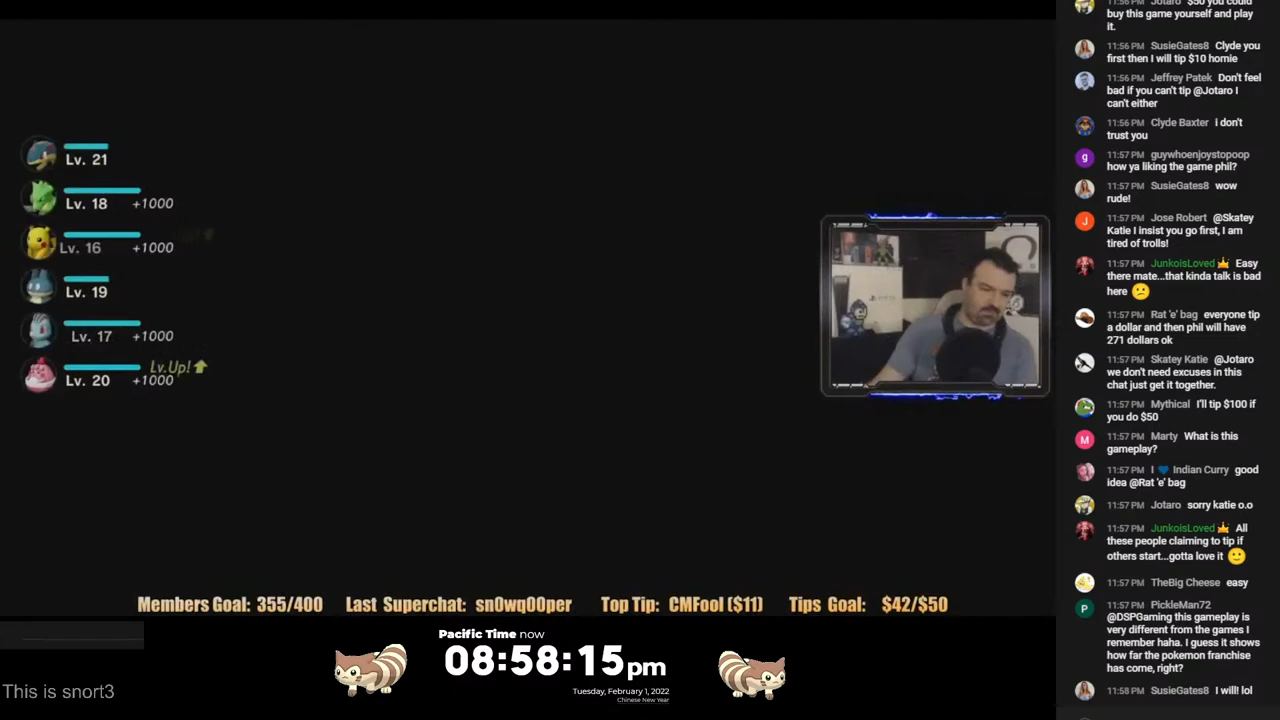 Lv. 21
Lv. 18 +1000
Lv. 16 +1000
Lv. 19
Lv. 17 +1000
Lv.Up!
Lv. 20 +1000
Members Goal: 355/400 Last Superchat: sn0wq00per Top Tip: CMFool ($11) Tips Goal: $42/$50
Pacific Time now
08:58:15pm
Tuesday, February 1, 2022
Chinese New Year
This is snort3
11:56 PM Jotaro $50 you could
buy this game yourself and play
it.
11:56 PM SusieGates8 Clyde you
first then I will tip $10 homie
11:56 PM Jeffrey Patek Don't feel
bad if you can't tip @Jotaro I
can't either
11:56 PM Clyde Baxter i don't
trust you
11:57 PM guywhoenjoystopoop
how ya liking the game phil?
11:57 PM SusieGates8 wow
rude!
11:57 PM Jose Robert @Skatey
Katie I insist you go first, I am
tired of trolls!
11:57 PM JunkoisLoved Easy
there mate...that kinda talk is bad
here
11:57 PM Rat 'e' bag everyone tip
a dollar and then phil will have
271 dollars ok
11:57 PM Skatey Katie @Jotaro
we don't need excuses in this
chat just get it together.
11:57 PM Mythical I'll tip $100 if
you do $50
11:57 PM Marty What is this
gameplay?
11:57 PM I 💙 Indian Curry good
idea @Rat 'e' bag
11:57 PM Jotaro sorry katie o.o
11:57 PM JunkoisLoved All
these people claiming to tip if
others start...gotta love it
11:57 PM TheBig Cheese easy
11:57 PM PickleMan72
@DSPGaming this gameplay is
very different from the games I
remember haha. I guess it shows
how far the pokemon franchise
has come, right?
11:58 PM SusieGates8 I will! lol